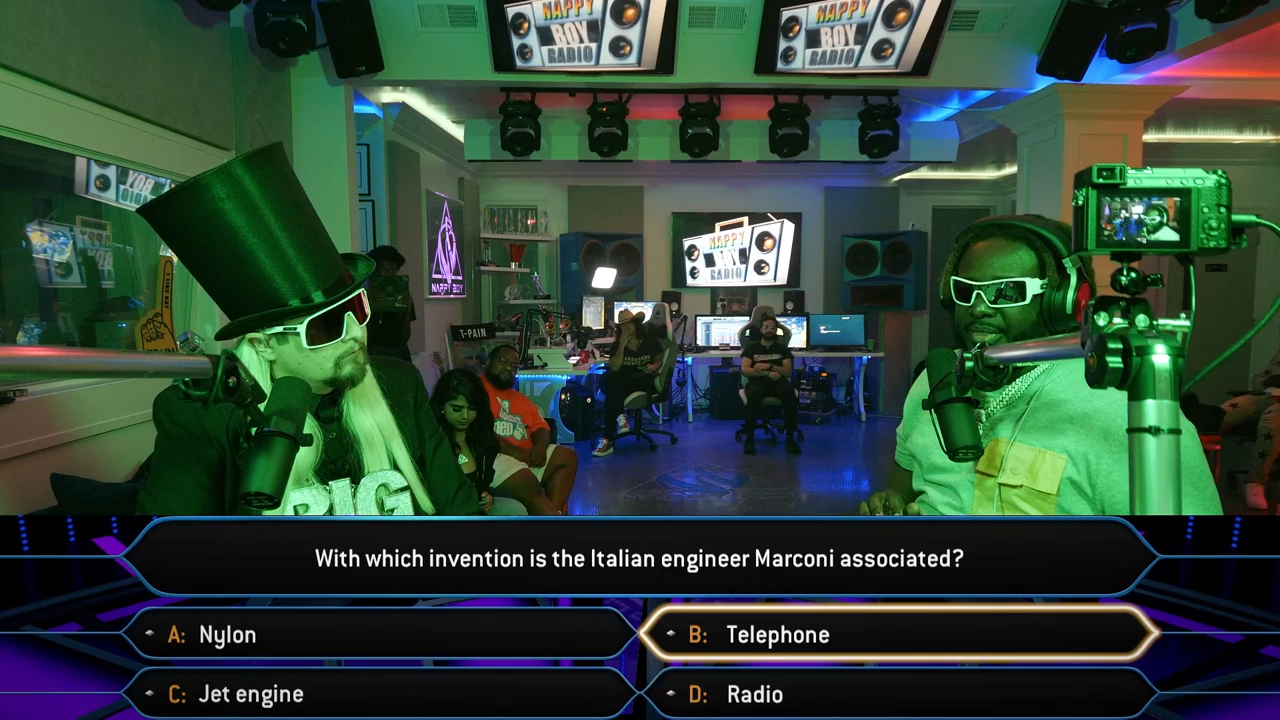 NAPPY
BOY
RADIO
NAPPY
BOY
RADIO
NAPPY
BOY
RADIO
NAPPY BOY
T-PAIN
BIG
With which invention is the Italian engineer Marconi associated?
A: Nylon
B: Telephone
C: Jet engine
D: Radio